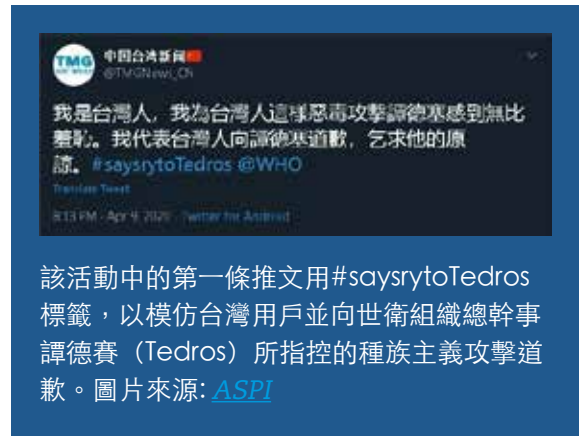 TMG
中国台湾新闻🇨🇳
@TMGNews_Ch
我是台灣人，我為台灣人這樣惡毒攻擊譚德塞感到無比
羞恥。我代表台灣人向譚德塞道歉，乞求他的原
諒。#saysrytoTedros @WHO
Translate Tweet
8:13 PM · Apr 9, 2020 · Twitter for Android
該活動中的第一條推文用#saysrytoTedros
標籤，以模仿台灣用戶並向世衛組織總幹事
譚德賽（Tedros）所指控的種族主義攻擊道
歉。圖片來源: ASPI